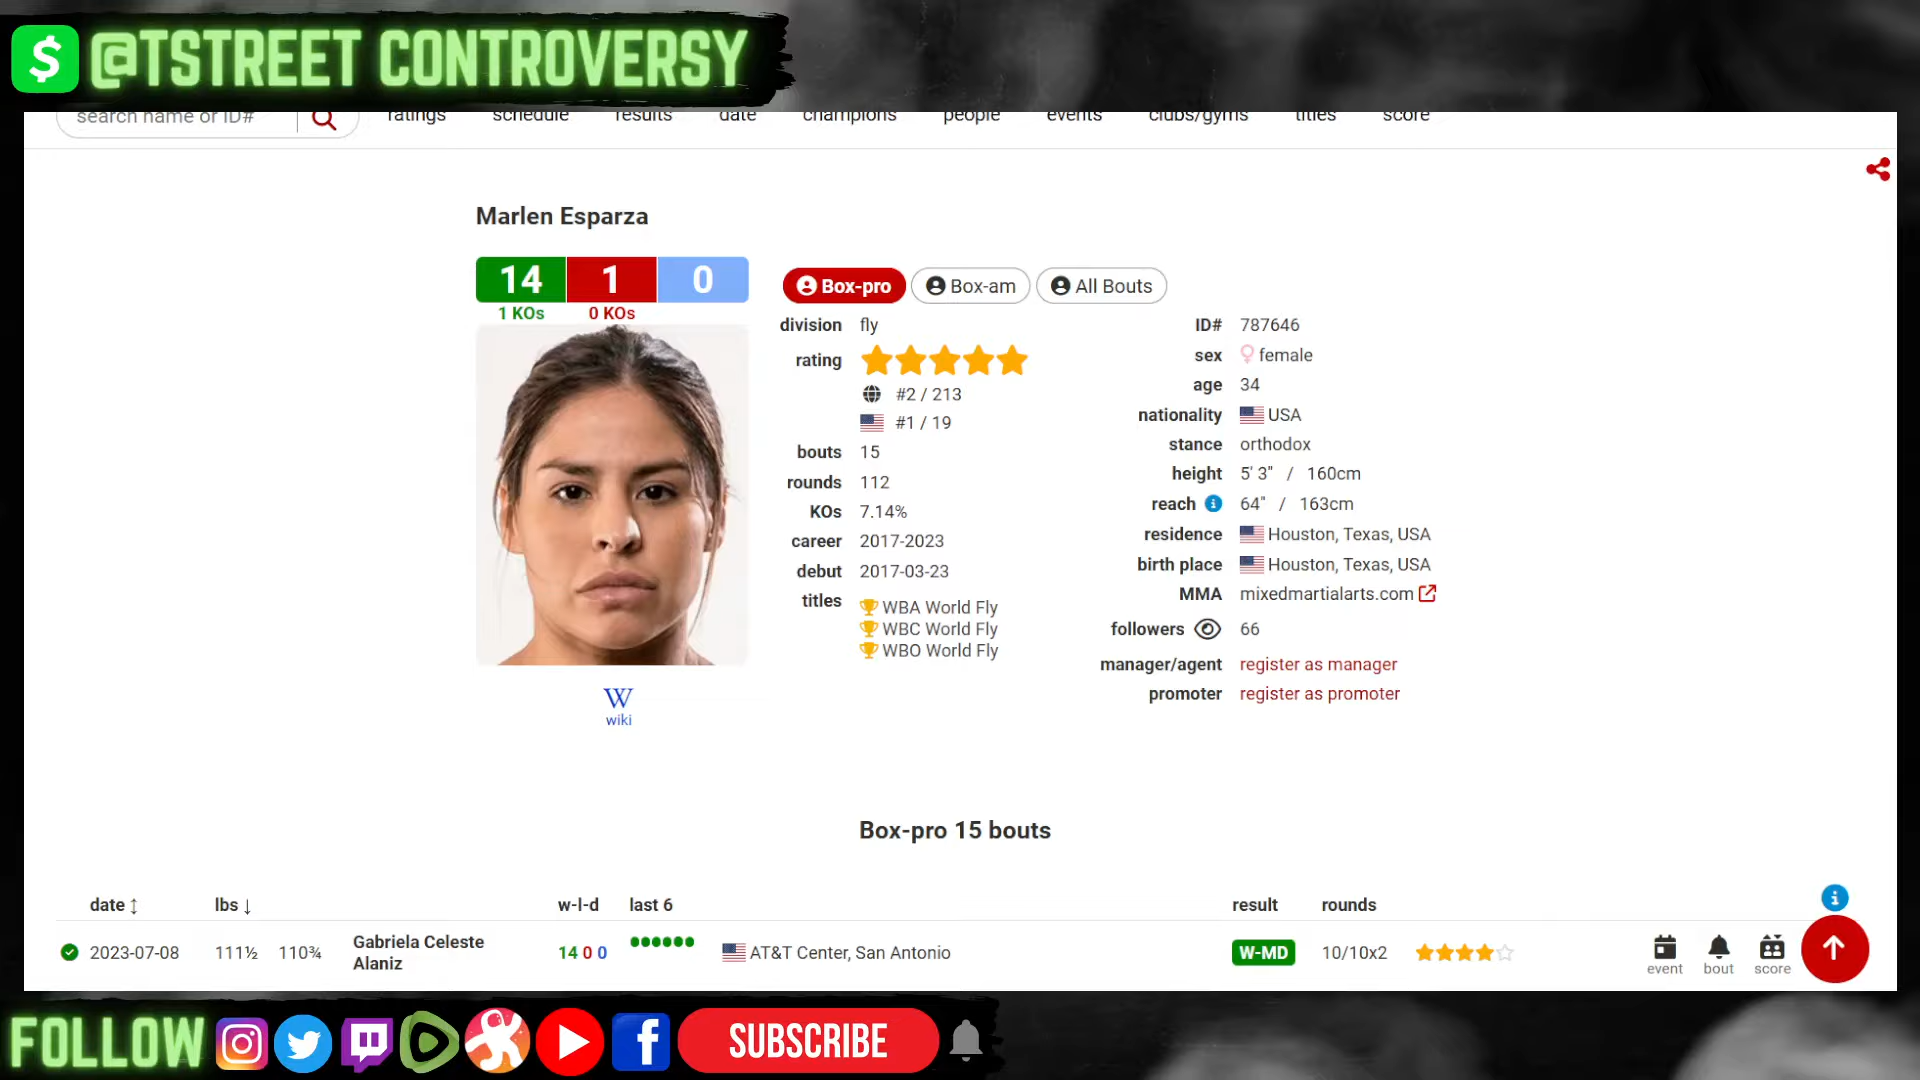 $ @TSTREET CONTROVERSY
search name or ID#
ratings schedule results date champions people events clubs/gyms titles score
Marlen Esparza
14 1 0
1 KOs 0 KOs
Box-pro Box-am All Bouts
division fly
rating
#2 / 213
#1 / 19
bouts 15
rounds 112
KOs 7.14%
career 2017-2023
debut 2017-03-23
titles WBA World Fly
WBC World Fly
WBO World Fly
ID# 787646
sex female
age 34
nationality USA
stance orthodox
height 5' 3" / 160cm
reach 64" / 163cm
residence Houston, Texas, USA
birth place Houston, Texas, USA
MMA mixedmartialarts.com
followers 66
manager/agent register as manager
promoter register as promoter
W
wiki
Box-pro 15 bouts
date lbs w-l-d last 6 result rounds
2023-07-08 111½ 110¾ Gabriela Celeste Alaniz 14 0 0 AT&T Center, San Antonio W-MD 10/10x2 event bout score
FOLLOW SUBSCRIBE